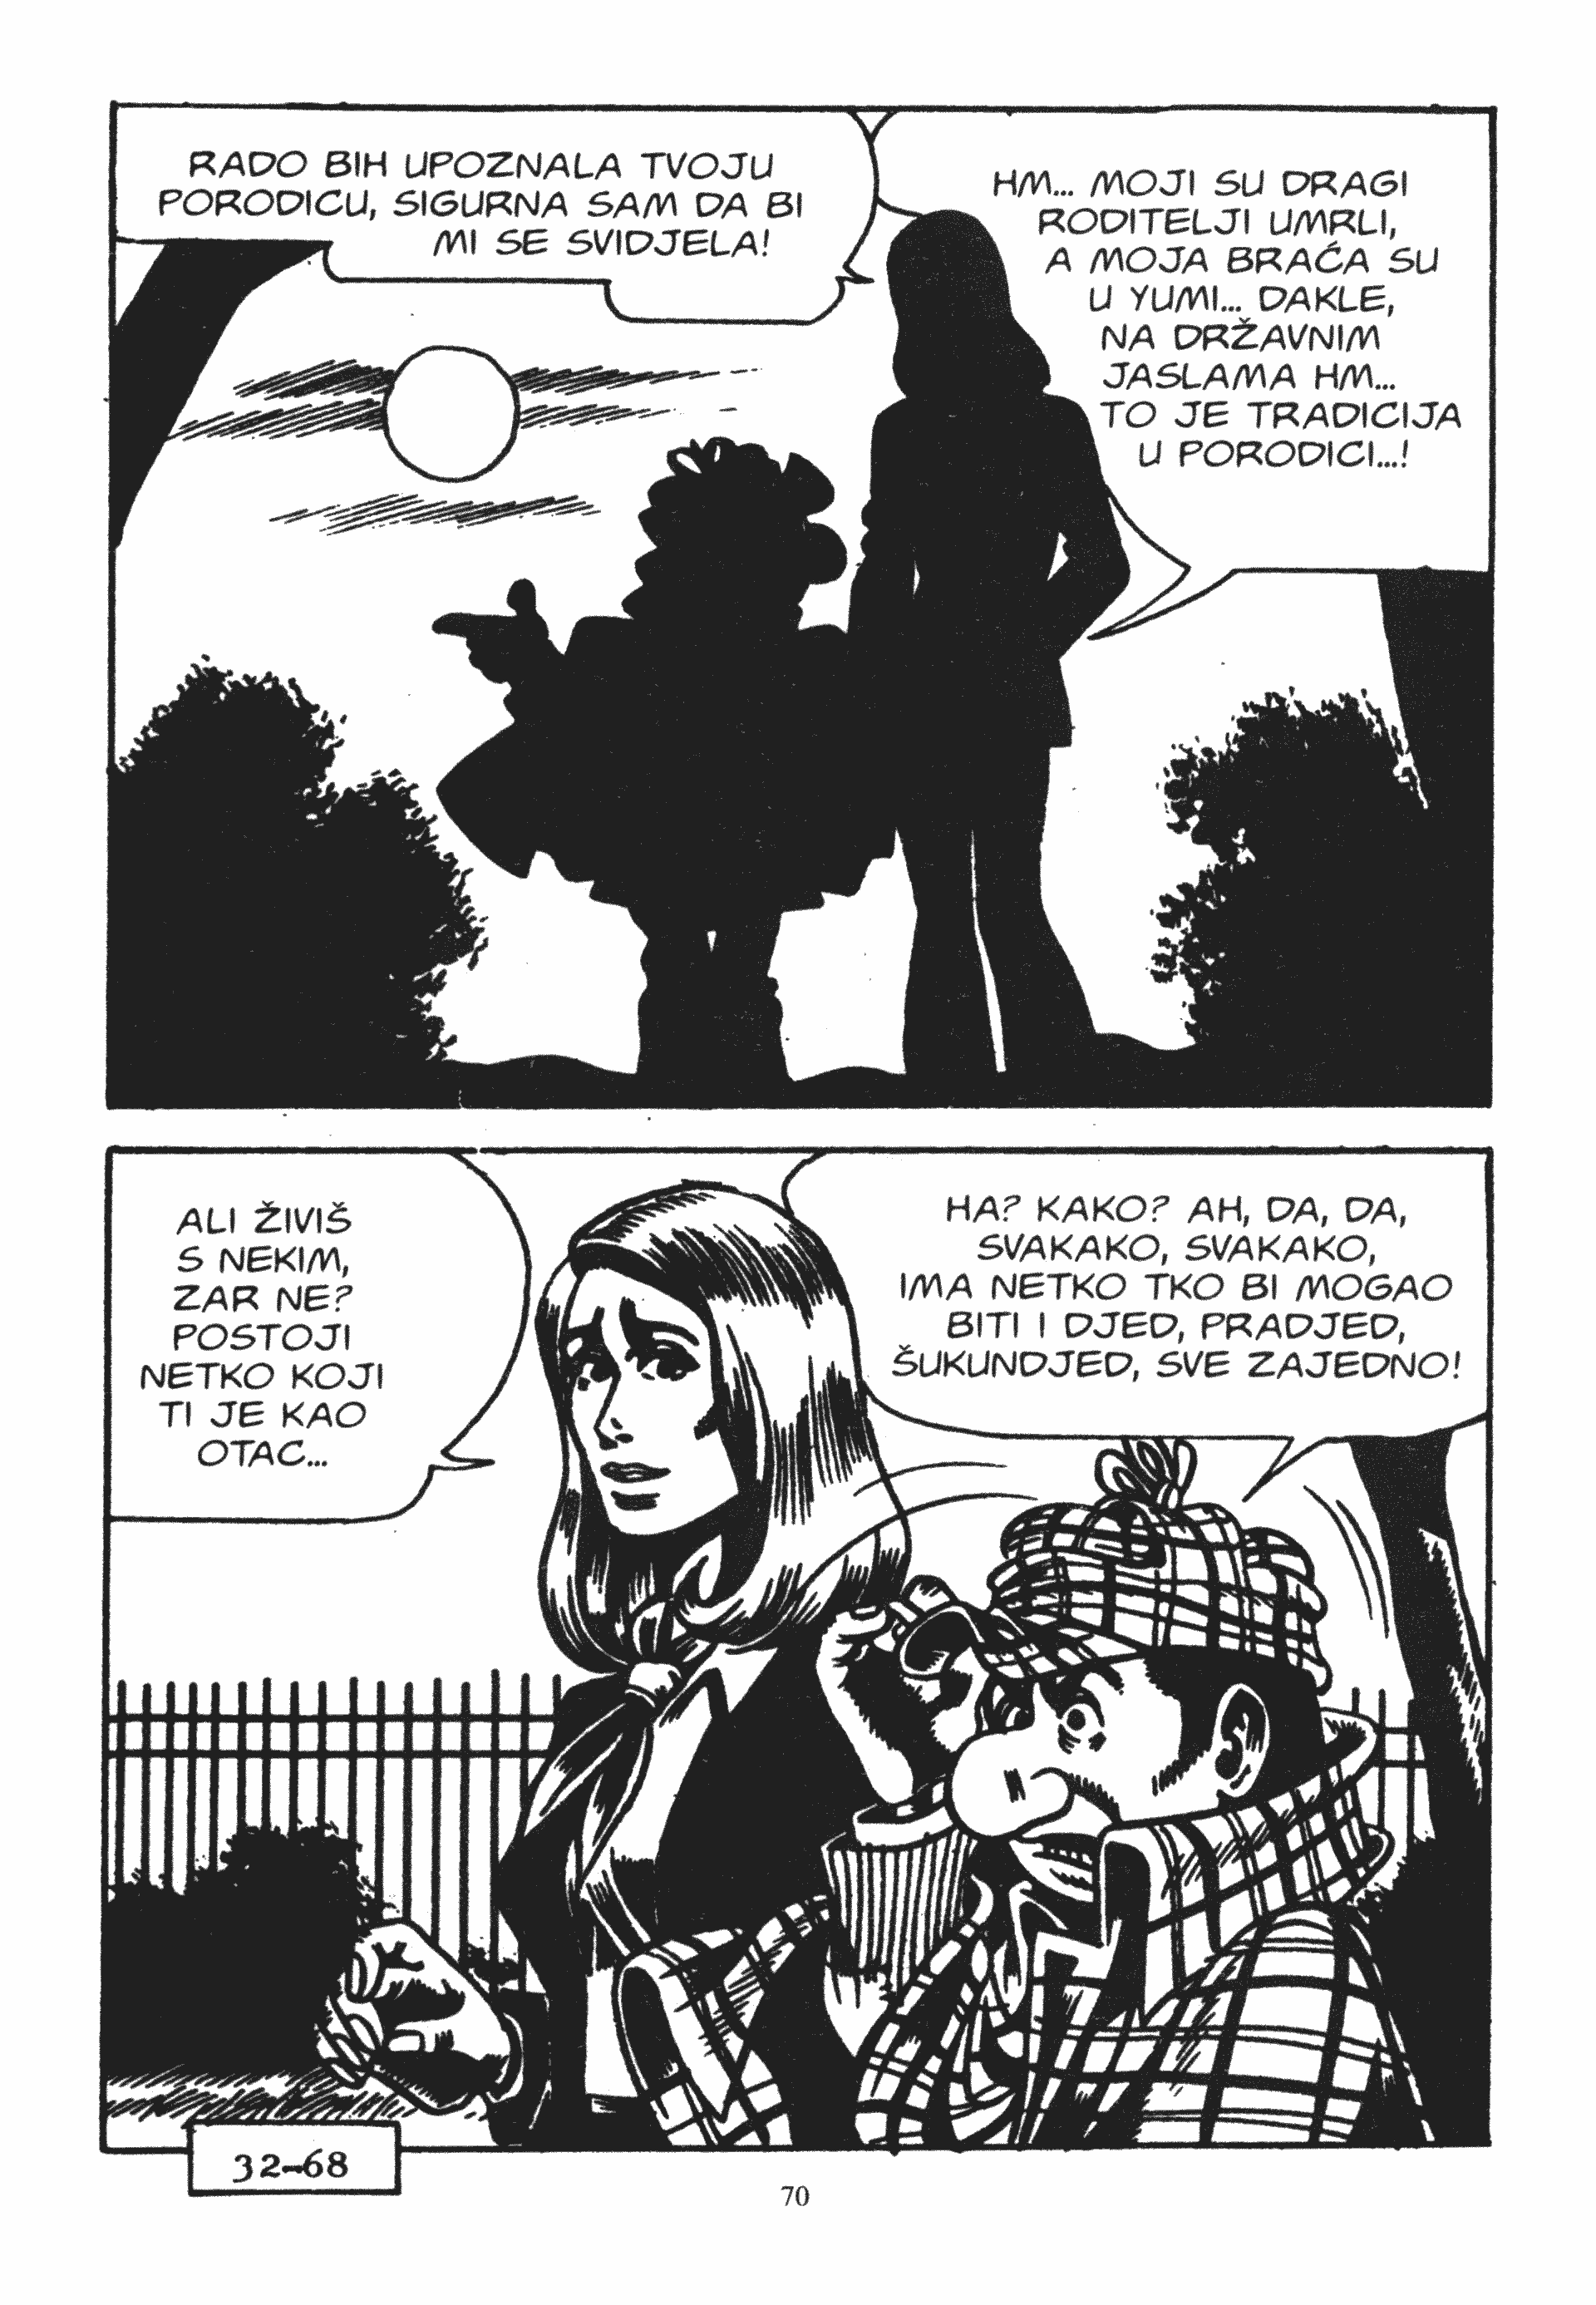 RADO BIH UPOZNALA TVOJU
PORODICU, SIGURNA SAM DA BI
MI SE SVIDJELA!
HM... MOJI SU DRAGI
RODITELJI UMRLI,
A MOJA BRAĆA SU
U YUMI... DAKLE,
NA DRŽAVNIM
JASLAMA HM...
TO JE TRADICIJA
U PORODICI...!
ALI ŽIVIŠ
S NEKIM,
ZAR NE?
POSTOJI
NETKO KOJI
TI JE KAO
OTAC...
HA? KAKO? AH, DA, DA,
SVAKAKO, SVAKAKO,
IMA NETKO TKO BI MOGAO
BITI I DJED, PRADJED,
ŠUKUNDJED, SVE ZAJEDNO!
32-68
70